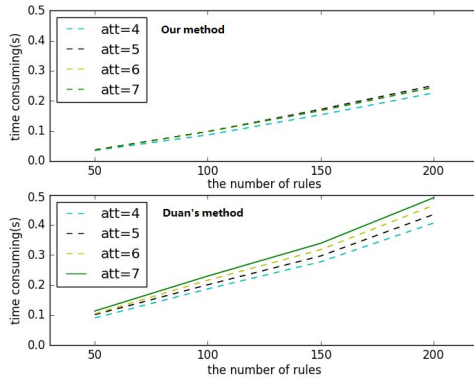 Our method
att=4
att=5
att=6
att=7
time consuming(s)
0.5
0.4
0.3
0.2
0.1
0.0
50
100
150
200
the number of rules
Duan's method
att=4
att=5
att=6
att=7
time consuming(s)
0.5
0.4
0.3
0.2
0.1
0.0
50
100
150
200
the number of rules